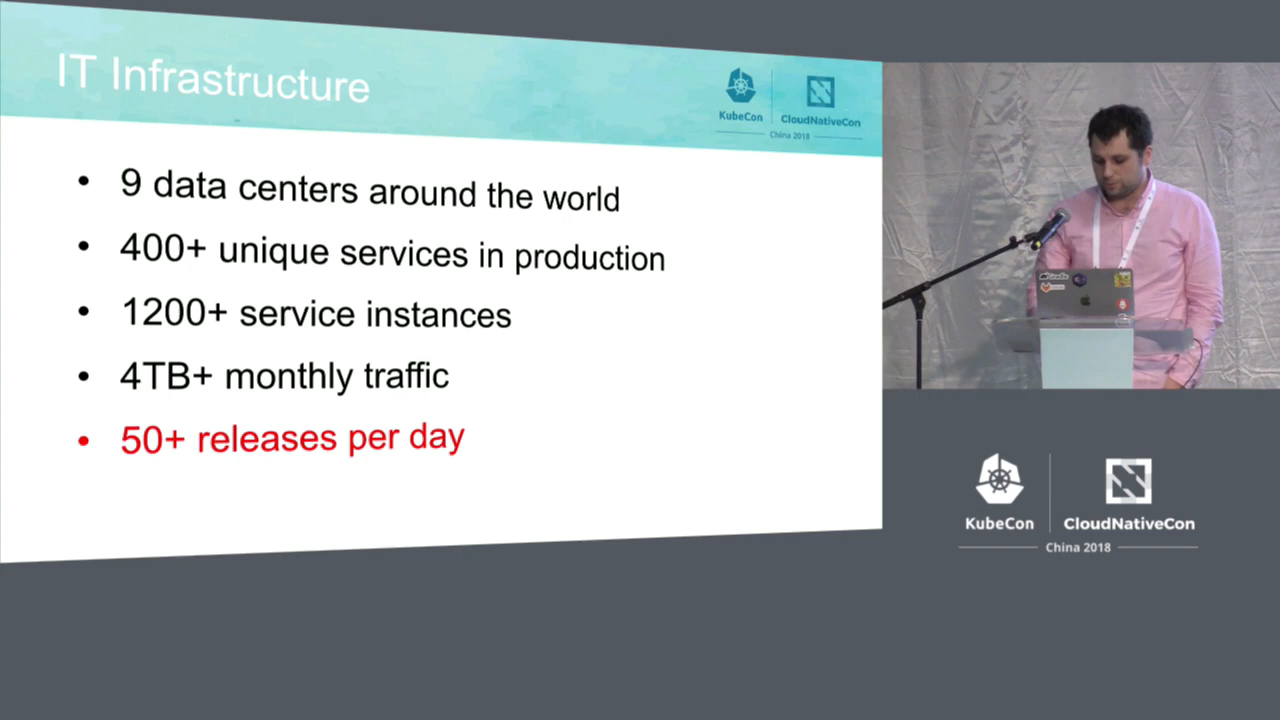 IT Infrastructure
KubeCon
CloudNativeCon
China 2018
• 9 data centers around the world
• 400+ unique services in production
• 1200+ service instances
• 4TB+ monthly traffic
• 50+ releases per day
KubeCon
CloudNativeCon
China 2018